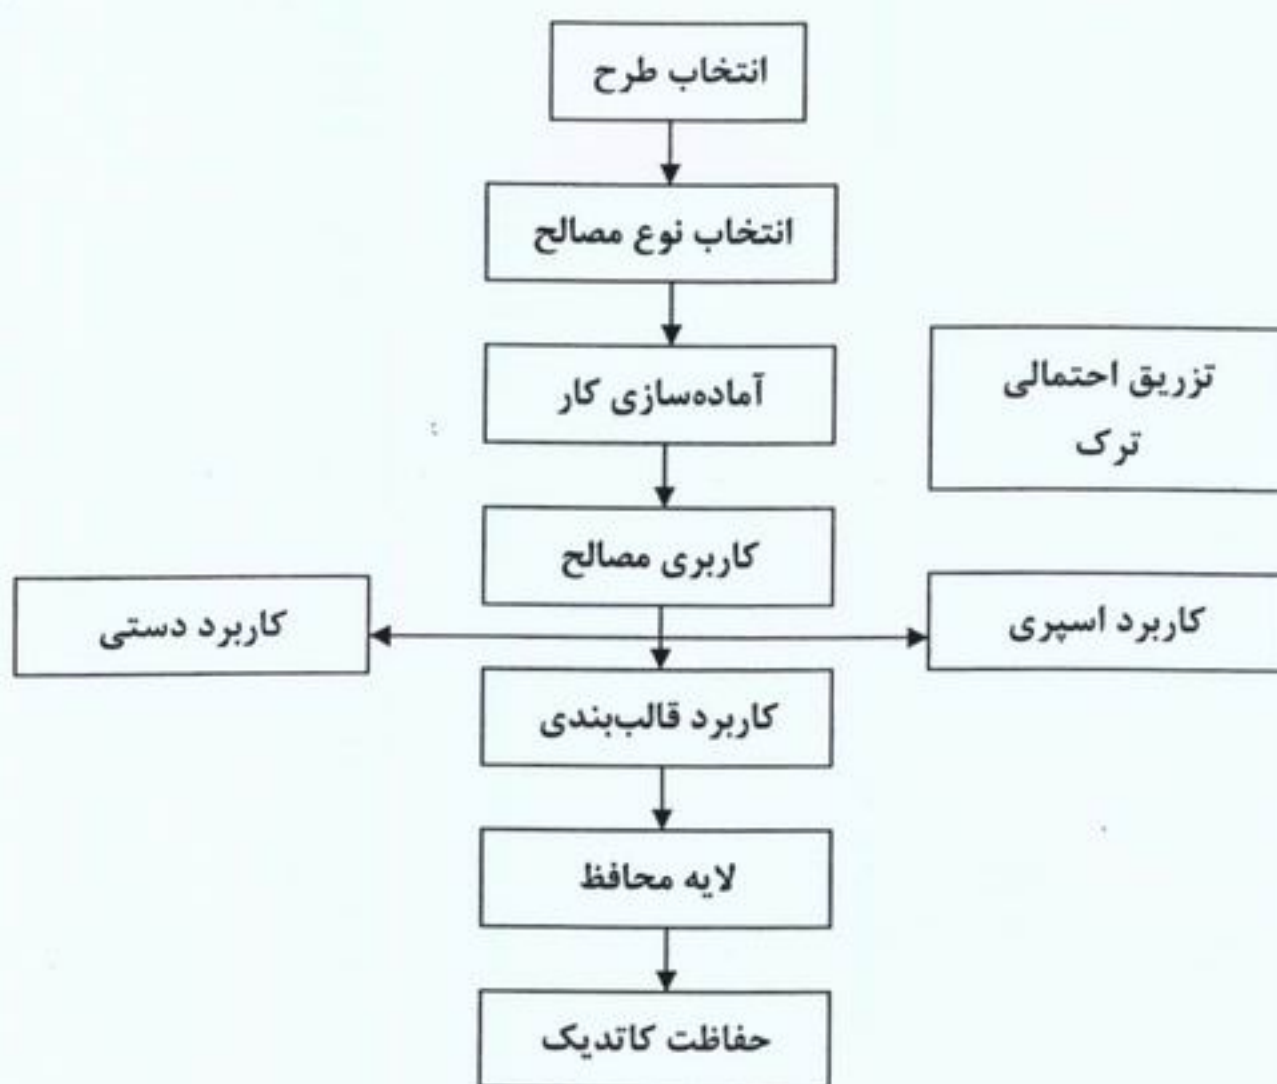 انتخاب طرح
انتخاب نوع مصالح
آماده‌سازی کار
تزریق احتمالی
ترک
کاربری مصالح
کاربرد اسپری
کاربرد دستی
کاربرد قالب‌بندی
لایه محافظ
حفاظت کاتدیک